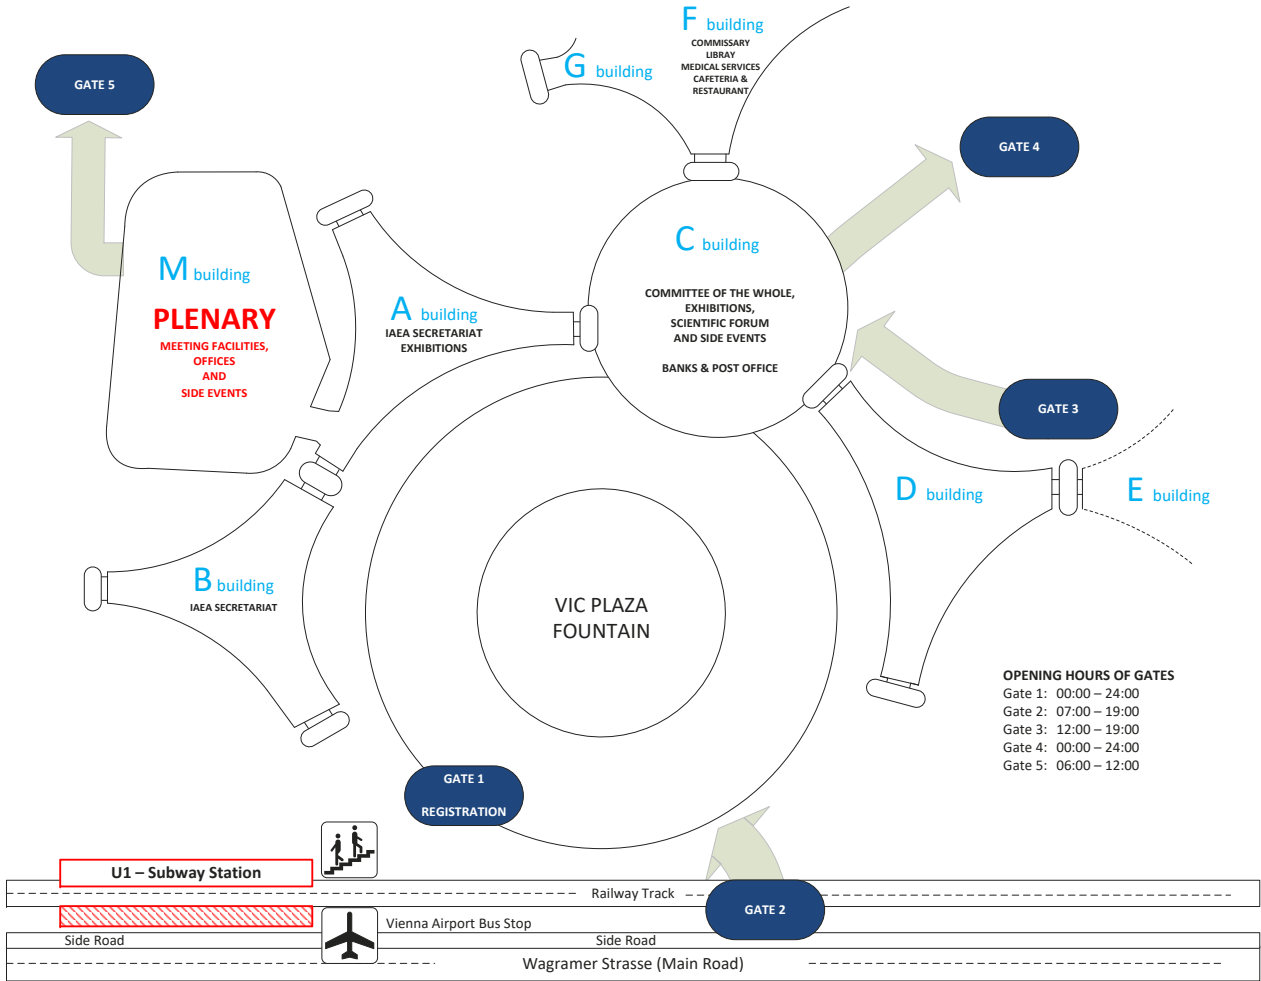 F building
COMMISSARY
LIBRAY
MEDICAL SERVICES
CAFETERIA &
RESTAURANT
G building
GATE 5
GATE 4
C building
COMMITTEE OF THE WHOLE,
EXHIBITIONS,
SCIENTIFIC FORUM
AND SIDE EVENTS
BANKS & POST OFFICE
M building
PLENARY
MEETING FACILITIES,
OFFICES
AND
SIDE EVENTS
A building
IAEA SECRETARIAT
EXHIBITIONS
GATE 3
D building
E building
B building
IAEA SECRETARIAT
VIC PLAZA
FOUNTAIN
OPENING HOURS OF GATES
Gate 1: 00:00 – 24:00
Gate 2: 07:00 – 19:00
Gate 3: 12:00 – 19:00
Gate 4: 00:00 – 24:00
Gate 5: 06:00 – 12:00
GATE 1
REGISTRATION
U1 – Subway Station
Railway Track
GATE 2
Vienna Airport Bus Stop
Side Road
Side Road
Wagramer Strasse (Main Road)